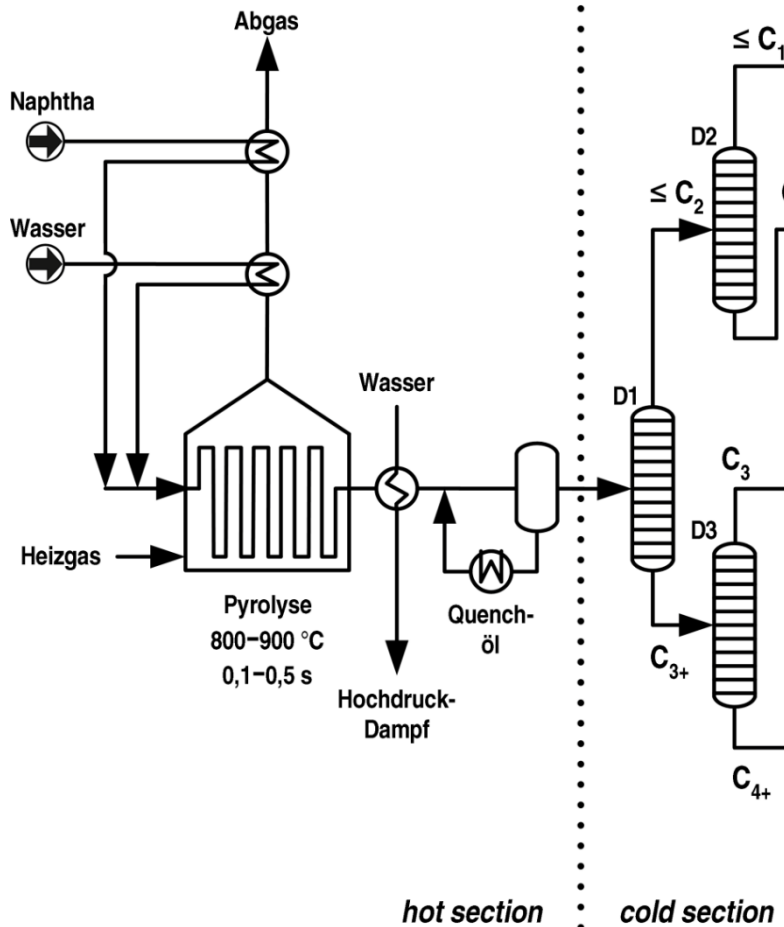 Abgas
Naphtha
Wasser
Heizgas
Pyrolyse
800–900 °C
0,1–0,5 s
Wasser
Hochdruck-
Dampf
Quench-
öl
hot section
≤ C1
D2
≤ C2
D1
C3
D3
C3+
C4+
cold section